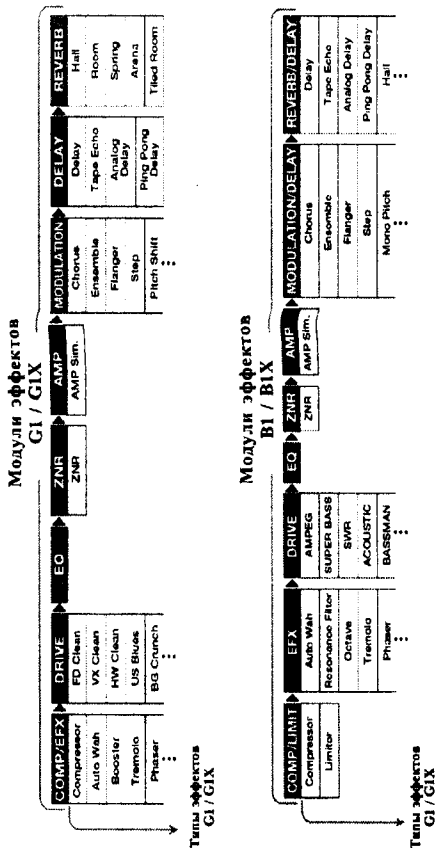 Модули эффектов
G1 / G1X
COMP/EFX DRIVE EQ ZNR AMP MODULATION DELAY REVERB
Compressor FD Clean ZNR AMP Sim. Chorus Delay Hall
Auto Wah VX Clean Ensemble Tape Echo Room
Booster HW Clean Flanger Analog Delay Spring
Tremolo US Blues Step Ping Pong Delay Arena
Phaser BG Crunch Pitch Shift Tiled Room
Типы эффектов
G1 / G1X
Модули эффектов
B1 / B1X
COMP/LIMIT EFX DRIVE EQ ZNR AMP MODULATION/DELAY REVERB/DELAY
Compressor Auto Wah AMPEG ZNR AMP Sim. Chorus Delay
Limitor Resonance Filter SUPER BASS Ensemble Tape Echo
Octave SWR Flanger Analog Delay
Tremolo ACOUSTIC Step Ping Pong Delay
Phaser BASSMAN Mono Pitch Hall
Типы эффектов
G1 / G1X